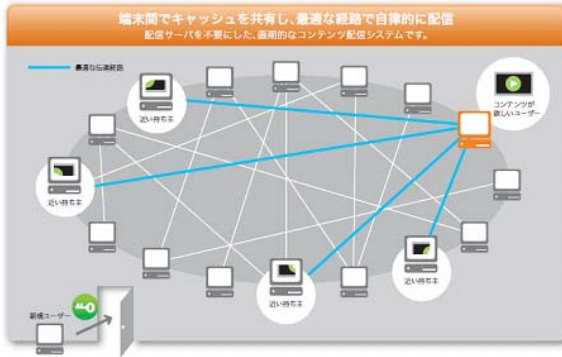 端末間でキャッシュを共有し、最適な経路で自律的に配信
配信サーバを不要にした、画期的なコンテンツ配信システムです。
最適な伝送経路
コンテンツが
欲しいユーザー
近い持ち主
近い持ち主
近い持ち主
近い持ち主
新規ユーザー